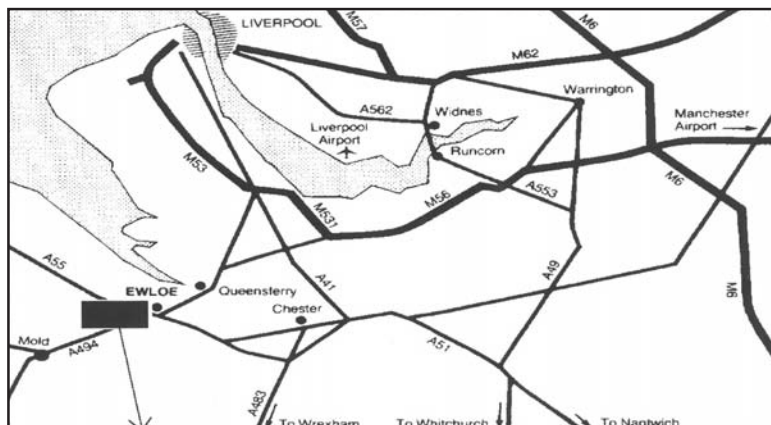 LIVERPOOL
M57
M6
M62
Warrington
A562
Widnes
Manchester
Airport
Liverpool
Airport
Runcorn
M53
A553
M6
M56
M531
A55
A41
A49
EWLOE
Queensferry
Chester
M6
Mold
A494
A51
A483
To Wrexham
To Whitchurch
To Nantwich